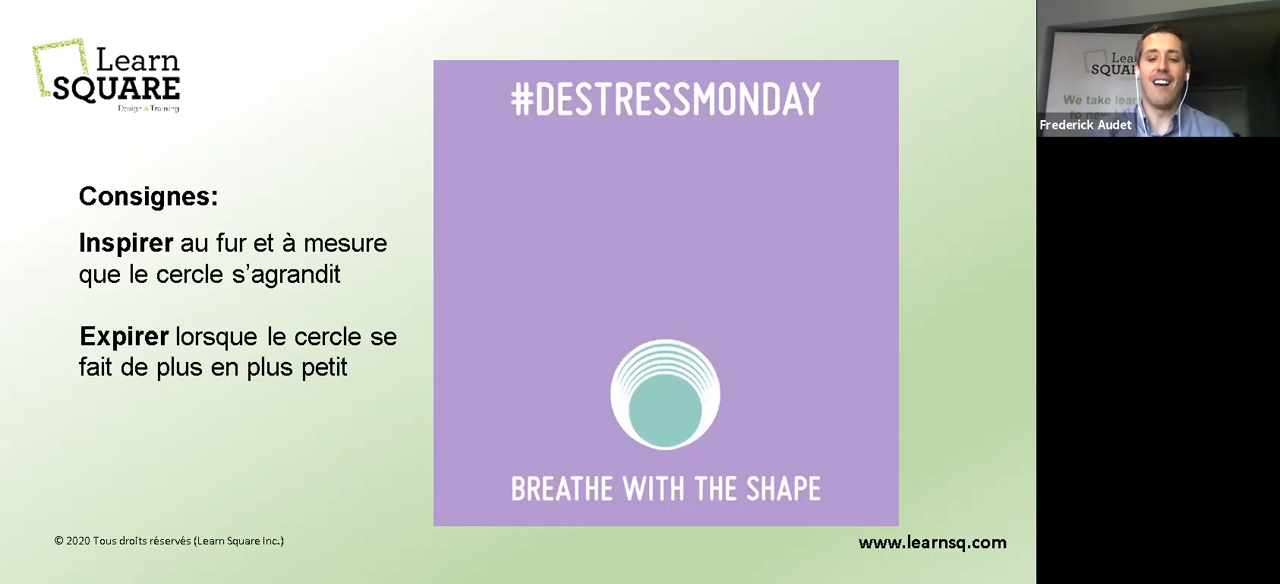 Learn
SQUARE
Design & Training
#DESTRESSMONDAY
Consignes:
Inspirer au fur et à mesure
que le cercle s’agrandit
Expirer lorsque le cercle se
fait de plus en plus petit
BREATHE WITH THE SHAPE
© 2020 Tous droits réservés (Learn Square Inc.)
www.learnsq.com
We take
Frederick Audet